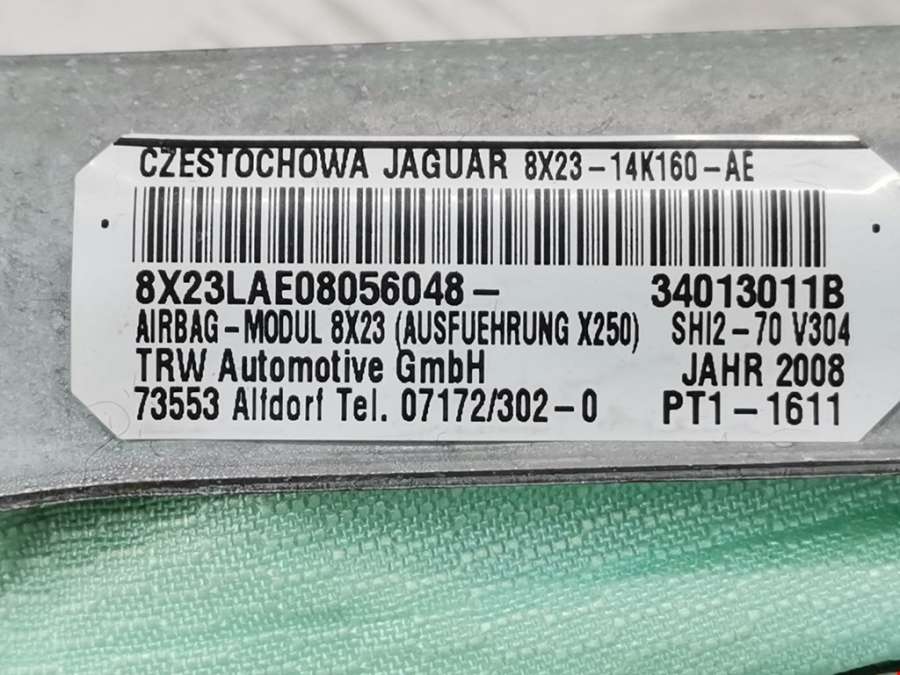 CZESTOCHOWA JAGUAR 8X23-14K160-AE
8X23LAE08056048- 34013011B
AIRBAG-MODUL 8X23 (AUSFUEHRUNG X250) SHI2-70 V304
TRW Automotive GmbH JAHR 2008
73553 Alfdorf Tel. 07172/302-0 PT1-1611